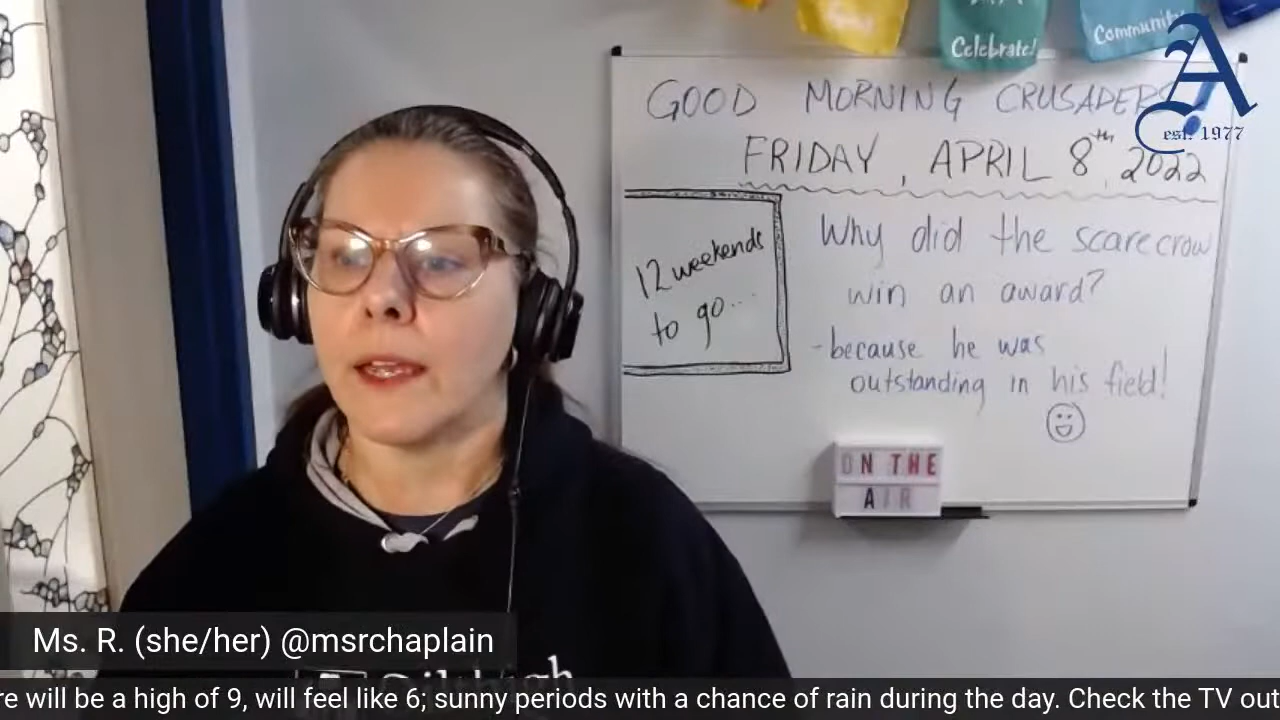 Celebrate!
Community
A
est. 1977
GOOD MORNING CRUSADERS!
FRIDAY, APRIL 8th, 2022
12 weekends
to go...
Why did the scarecrow
win an award?
- because he was
outstanding in his field!
ON THE
AIR
Ms. R. (she/her) @msrchaplain
re will be a high of 9, will feel like 6; sunny periods with a chance of rain during the day. Check the TV out